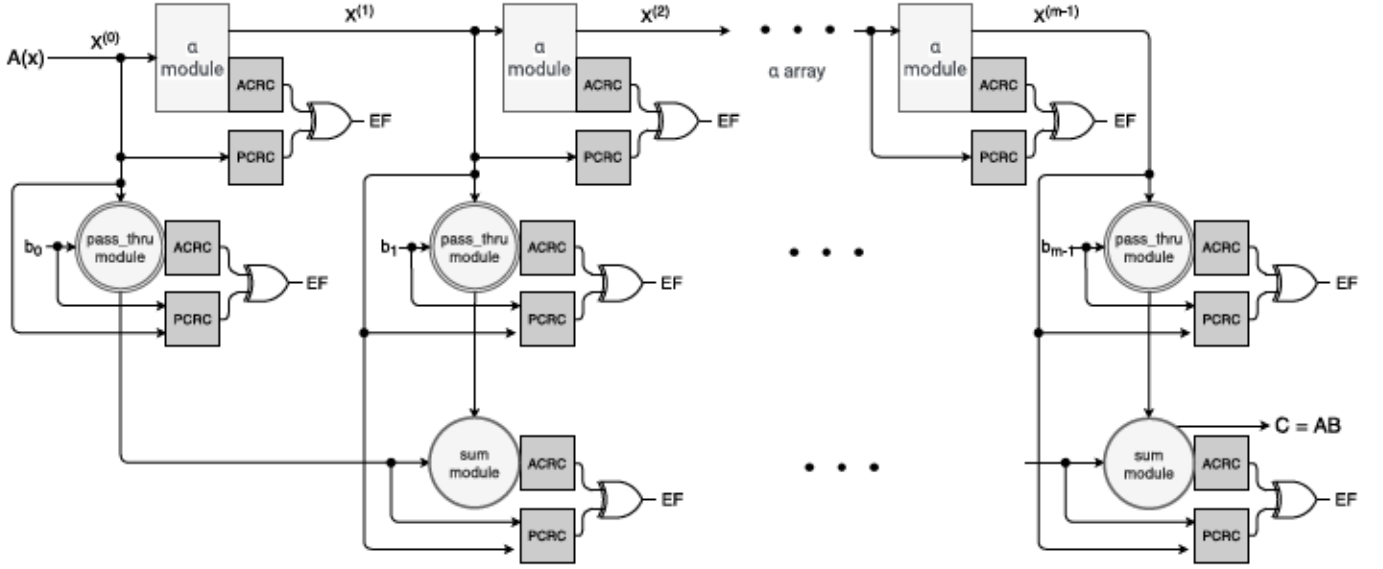 X(0)
X(1)
X(2)
X(m-1)
A(x)
α
module
α
module
α
module
α array
ACRC
ACRC
ACRC
EF
EF
EF
PCRC
PCRC
PCRC
b0
pass_thru
module
ACRC
b1
pass_thru
module
ACRC
bm-1
pass_thru
module
ACRC
EF
EF
EF
PCRC
PCRC
PCRC
C = AB
sum
module
ACRC
sum
module
ACRC
EF
EF
PCRC
PCRC